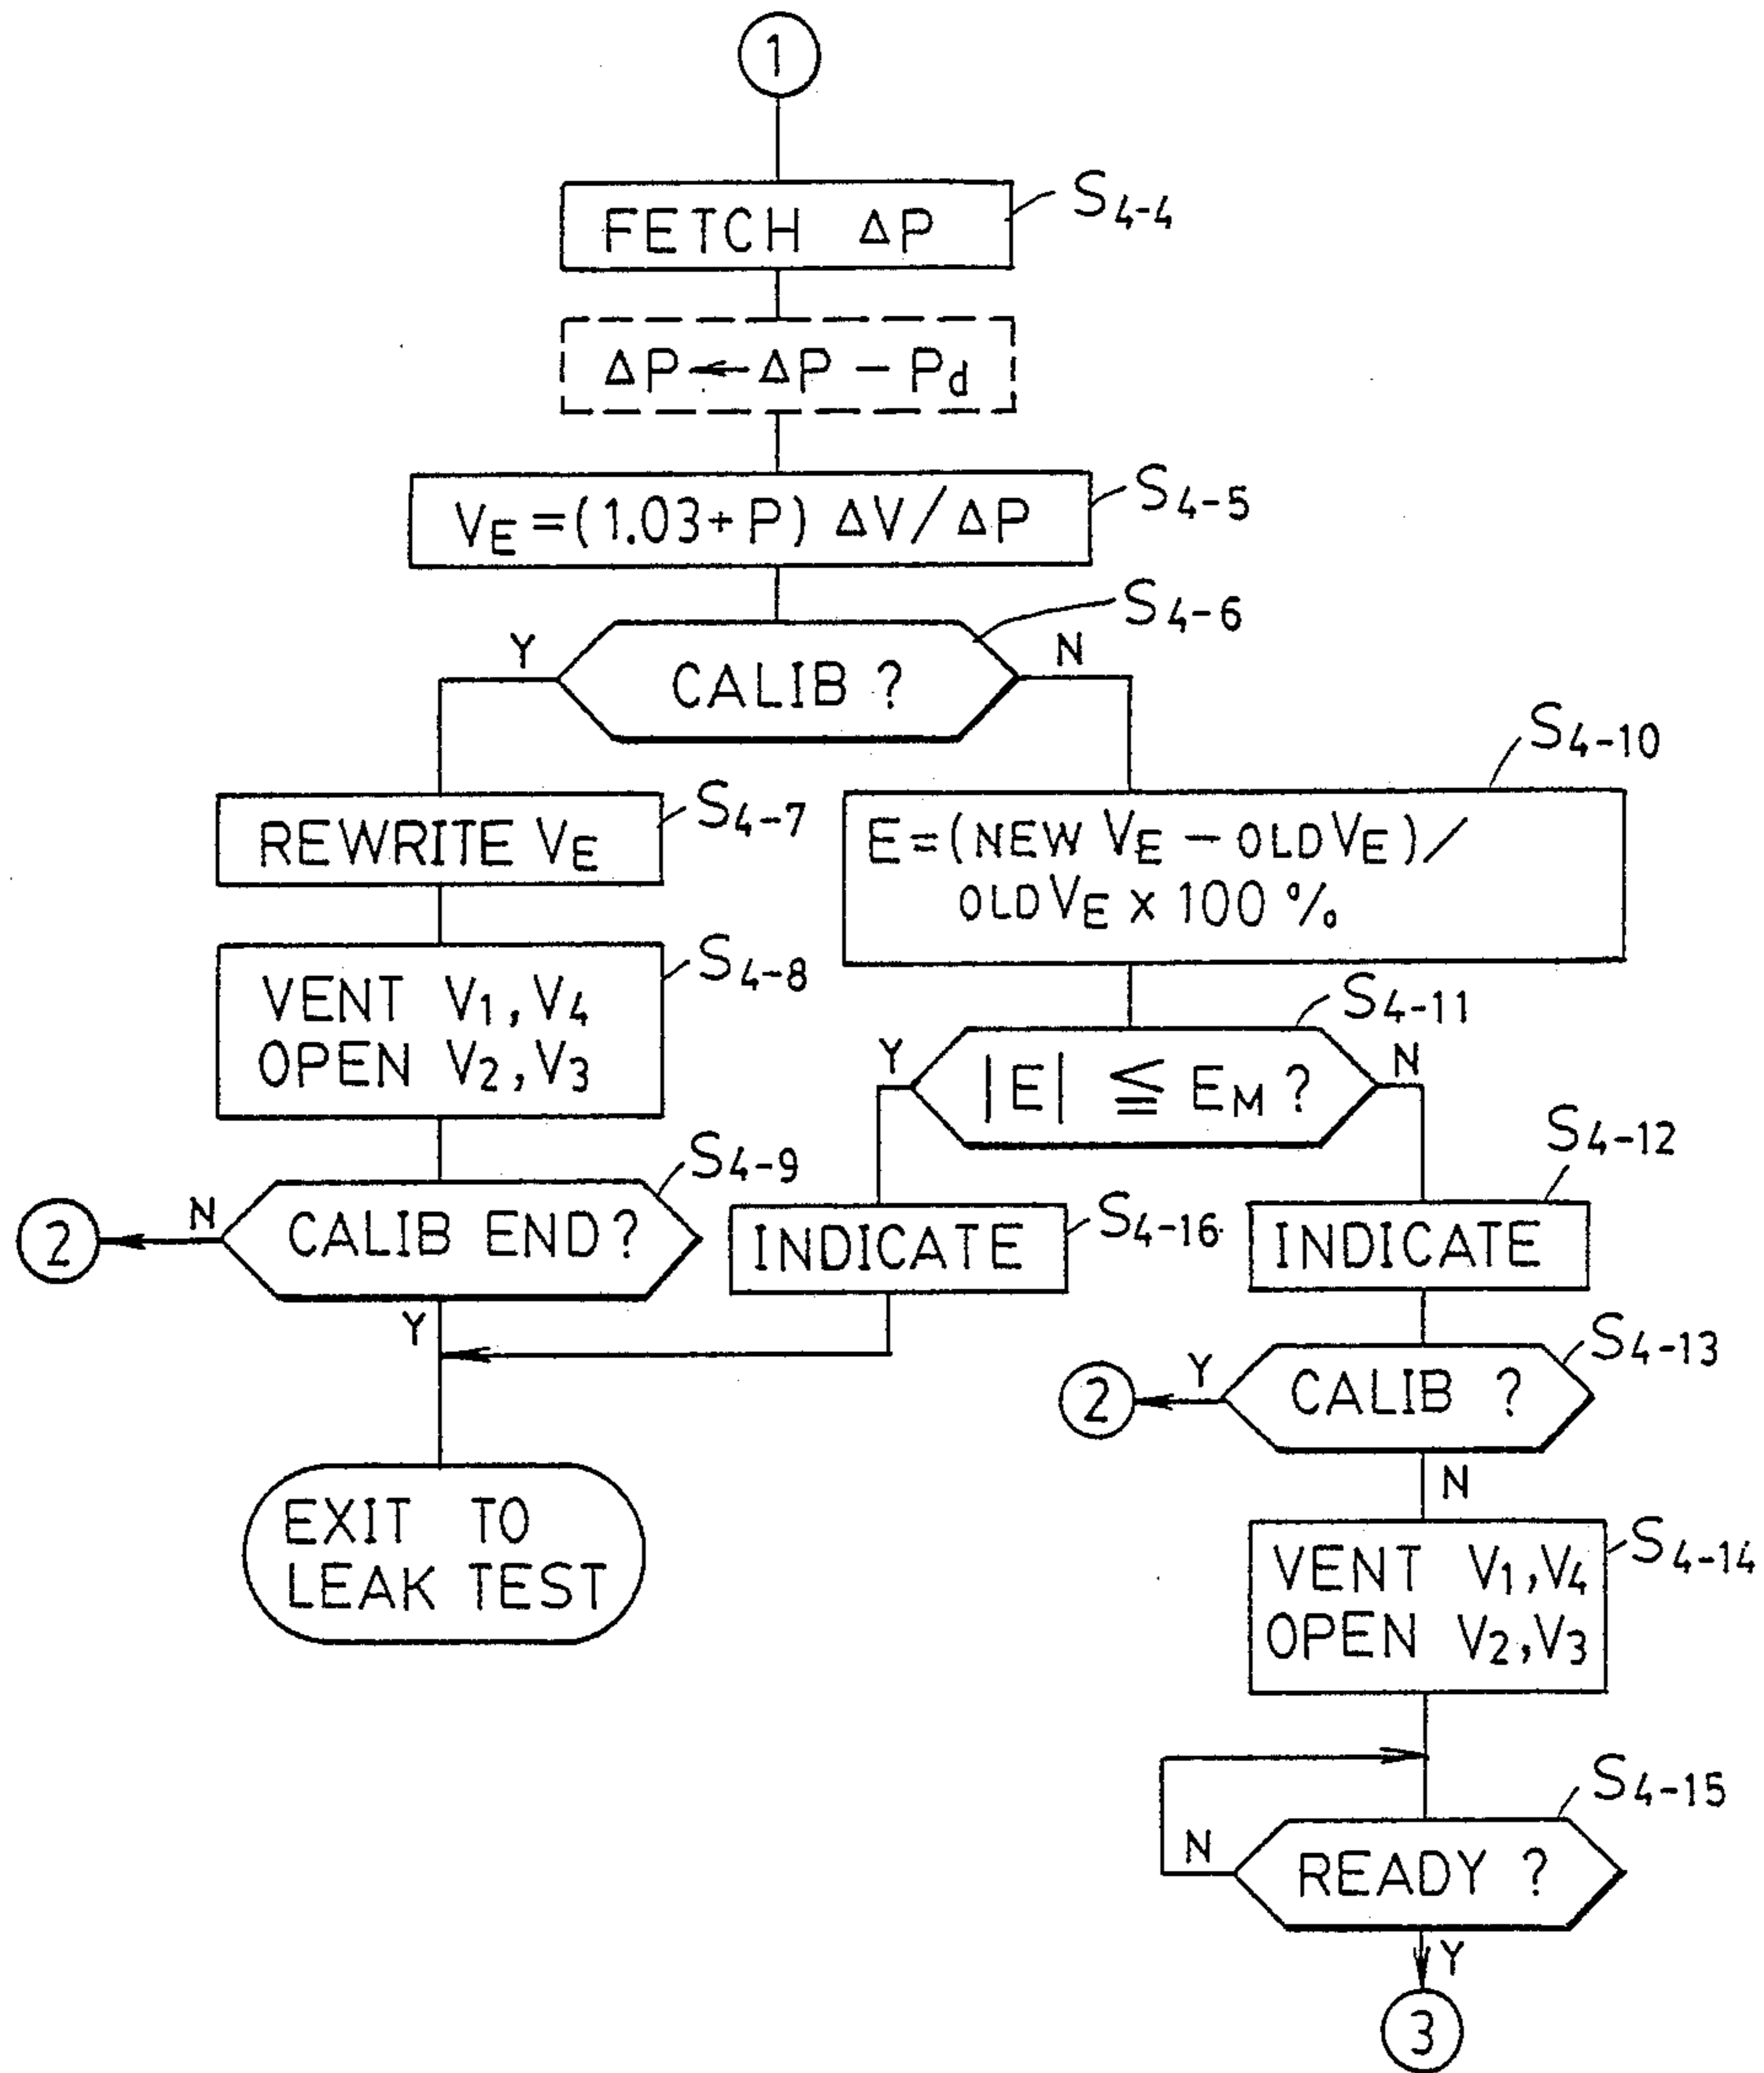 1
FETCH ΔP
S4-4
ΔP ← ΔP − Pd
VE = (1.03 + P) ΔV / ΔP
S4-5
S4-6
Y
CALIB ?
N
REWRITE VE
S4-7
S4-10
E = (NEW VE − OLD VE) /
OLD VE x 100 %
VENT V1, V4
OPEN V2, V3
S4-8
S4-11
Y
|E| ≦ EM ?
N
S4-9
2
N
CALIB END ?
Y
INDICATE
S4-16
S4-12
INDICATE
S4-13
2
Y
CALIB ?
N
EXIT TO
LEAK TEST
VENT V1, V4
OPEN V2, V3
S4-14
S4-15
N
READY ?
Y
3